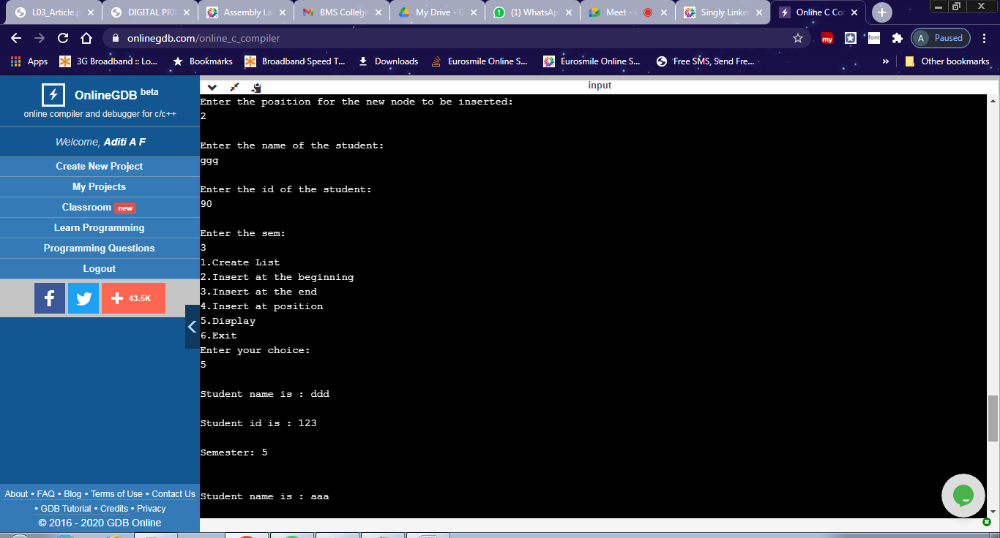 L03_Article.p
DIGITAL PRI
Assembly La
BMS College
My Drive - G
(1) WhatsAp
Meet -
Singly Linke
Online C Co
onlinegdb.com/online_c_compiler
my
font
A Paused
Apps
3G Broadband :: Lo...
Bookmarks
Broadband Speed T...
Downloads
Eurosmile Online S...
Eurosmile Online S...
Free SMS, Send Fre...
»
Other bookmarks
OnlineGDB beta
online compiler and debugger for c/c++
Welcome, Aditi A F
Create New Project
My Projects
Classroom new
Learn Programming
Programming Questions
Logout
43.5K
About • FAQ • Blog • Terms of Use • Contact Us
• GDB Tutorial • Credits • Privacy
© 2016 - 2020 GDB Online
input
Enter the position for the new node to be inserted:
2
Enter the name of the student:
ggg
Enter the id of the student:
90
Enter the sem:
3
1.Create List
2.Insert at the beginning
3.Insert at the end
4.Insert at position
5.Display
6.Exit
Enter your choice:
5
Student name is : ddd
Student id is : 123
Semester: 5
Student name is : aaa